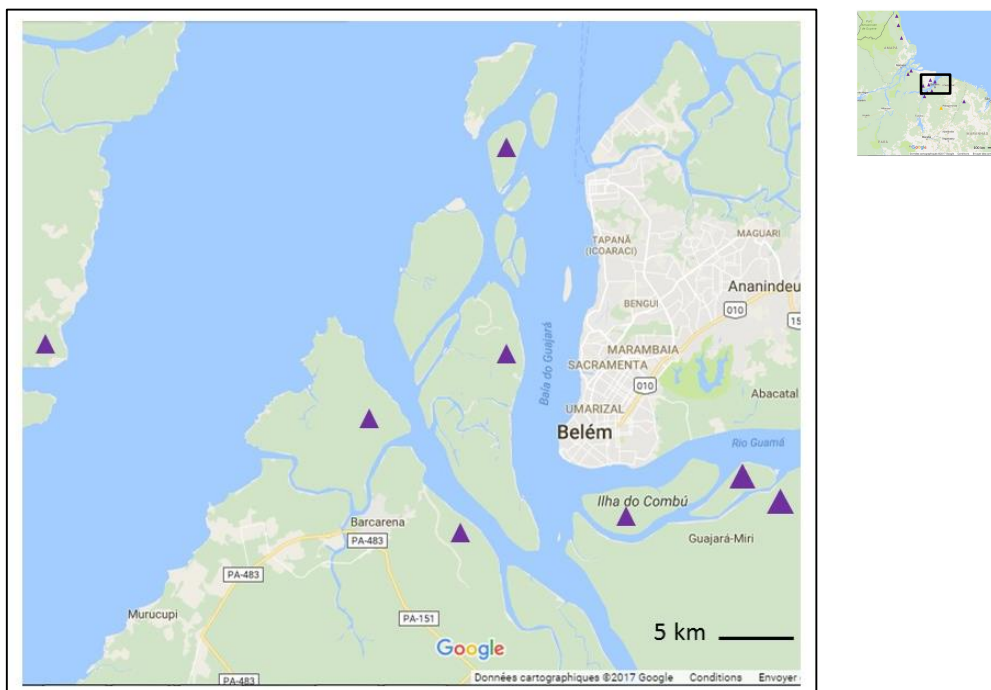 TAPANÃ
(ICOARACI)
MAGUARI
Ananindeu
010
15
BENGUI
Baía do Guajará
MARAMBAIA
SACRAMENTA
010
Abacatal
UMARIZAL
Belém
Rio Guamá
Ilha do Combú
Barcarena
PA-483
Guajará-Miri
PA-483
Murucupi
PA-151
5 km
Google
PA-483
Données cartographiques ©2017 Google Conditions Envoyer
Google